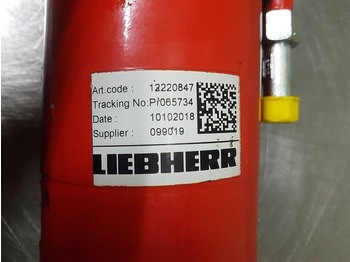 Art.code : 12220847
Tracking No:P/065734
Date : 10102018
Supplier : 099019
LIEBHERR